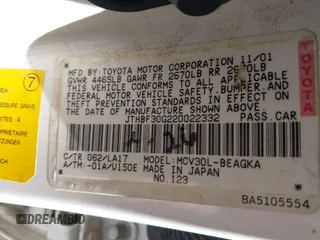 MFD. BY: TOYOTA MOTOR CORPORATION 11/01
GVWR 4465LB GAWR FR 2670LB RR 2670LB
THIS VEHICLE CONFORMS TO ALL APPLICABLE
FEDERAL MOTOR VEHICLE SAFETY, BUMPER, AND
THEFT PREVENTION STANDARDS IN EFFECT ON
THE DATE OF MANUFACTURE SHOWN ABOVE.
JTHBF30G220022332 PASS.CAR
C/TR:062/LA17 MODEL:MCV30L-BEAGKA
A/TM:-01A/U150E MADE IN JAPAN
NO.123
BA5105554
TOYOTA
7
DREAMBID